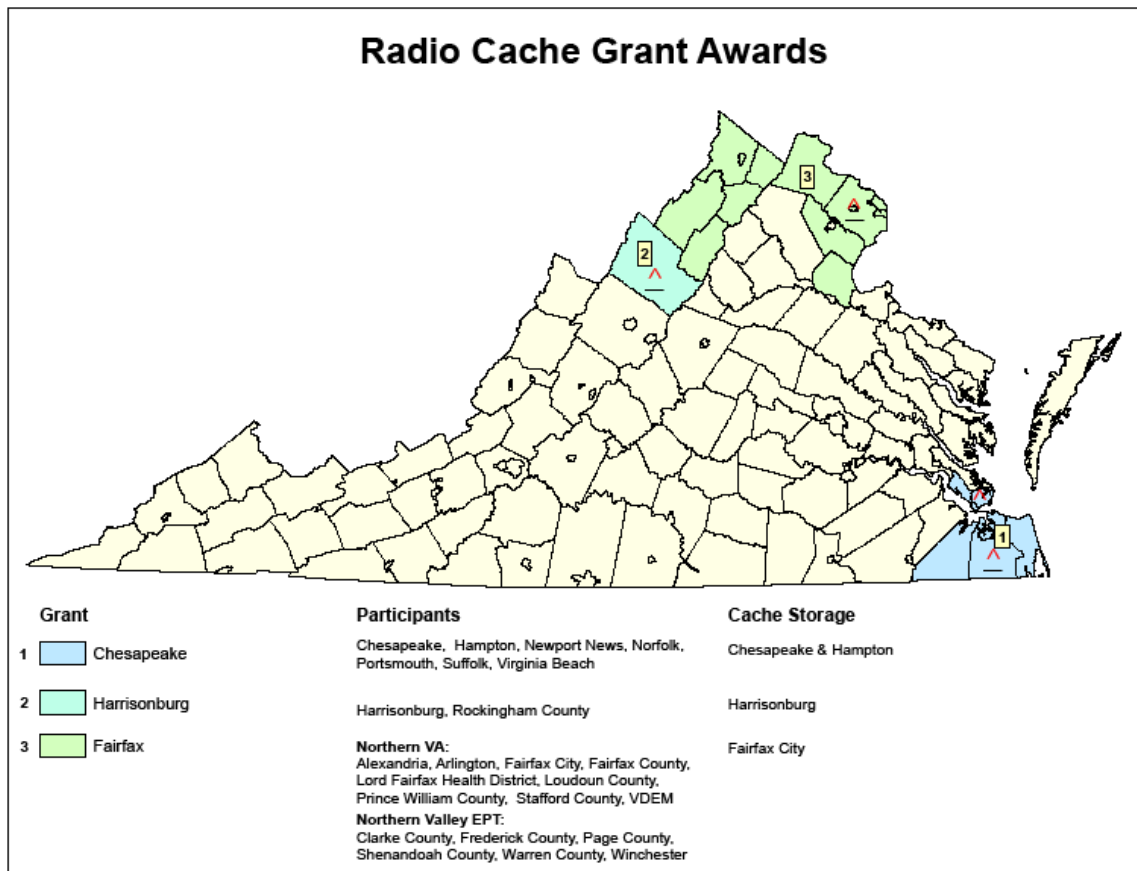 Radio Cache Grant Awards
3
2
1
Grant
Participants
Cache Storage
1 Chesapeake
Chesapeake, Hampton, Newport News, Norfolk,
Portsmouth, Suffolk, Virginia Beach
Chesapeake & Hampton
2 Harrisonburg
Harrisonburg, Rockingham County
Harrisonburg
3 Fairfax
Northern VA:
Alexandria, Arlington, Fairfax City, Fairfax County,
Lord Fairfax Health District, Loudoun County,
Prince William County, Stafford County, VDEM
Northern Valley EPT:
Clarke County, Frederick County, Page County,
Shenandoah County, Warren County, Winchester
Fairfax City